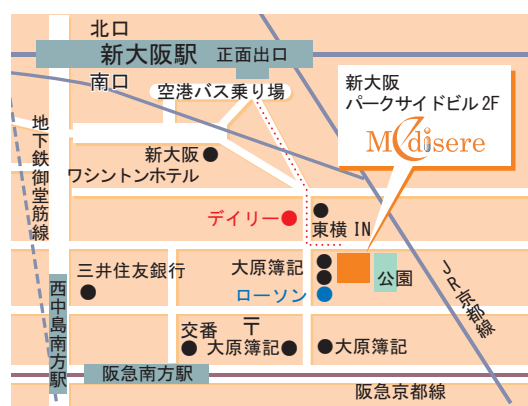 北口
新大阪駅 正面出口
南口
空港バス乗り場
新大阪
パークサイドビル 2F
Medisere
地下鉄御堂筋線
新大阪
ワシントンホテル
デイリー
東横 IN
三井住友銀行
大原簿記
公園
ローソン
JR京都線
西中島南方駅
交番 〒
大原簿記
大原簿記
阪急南方駅
阪急京都線